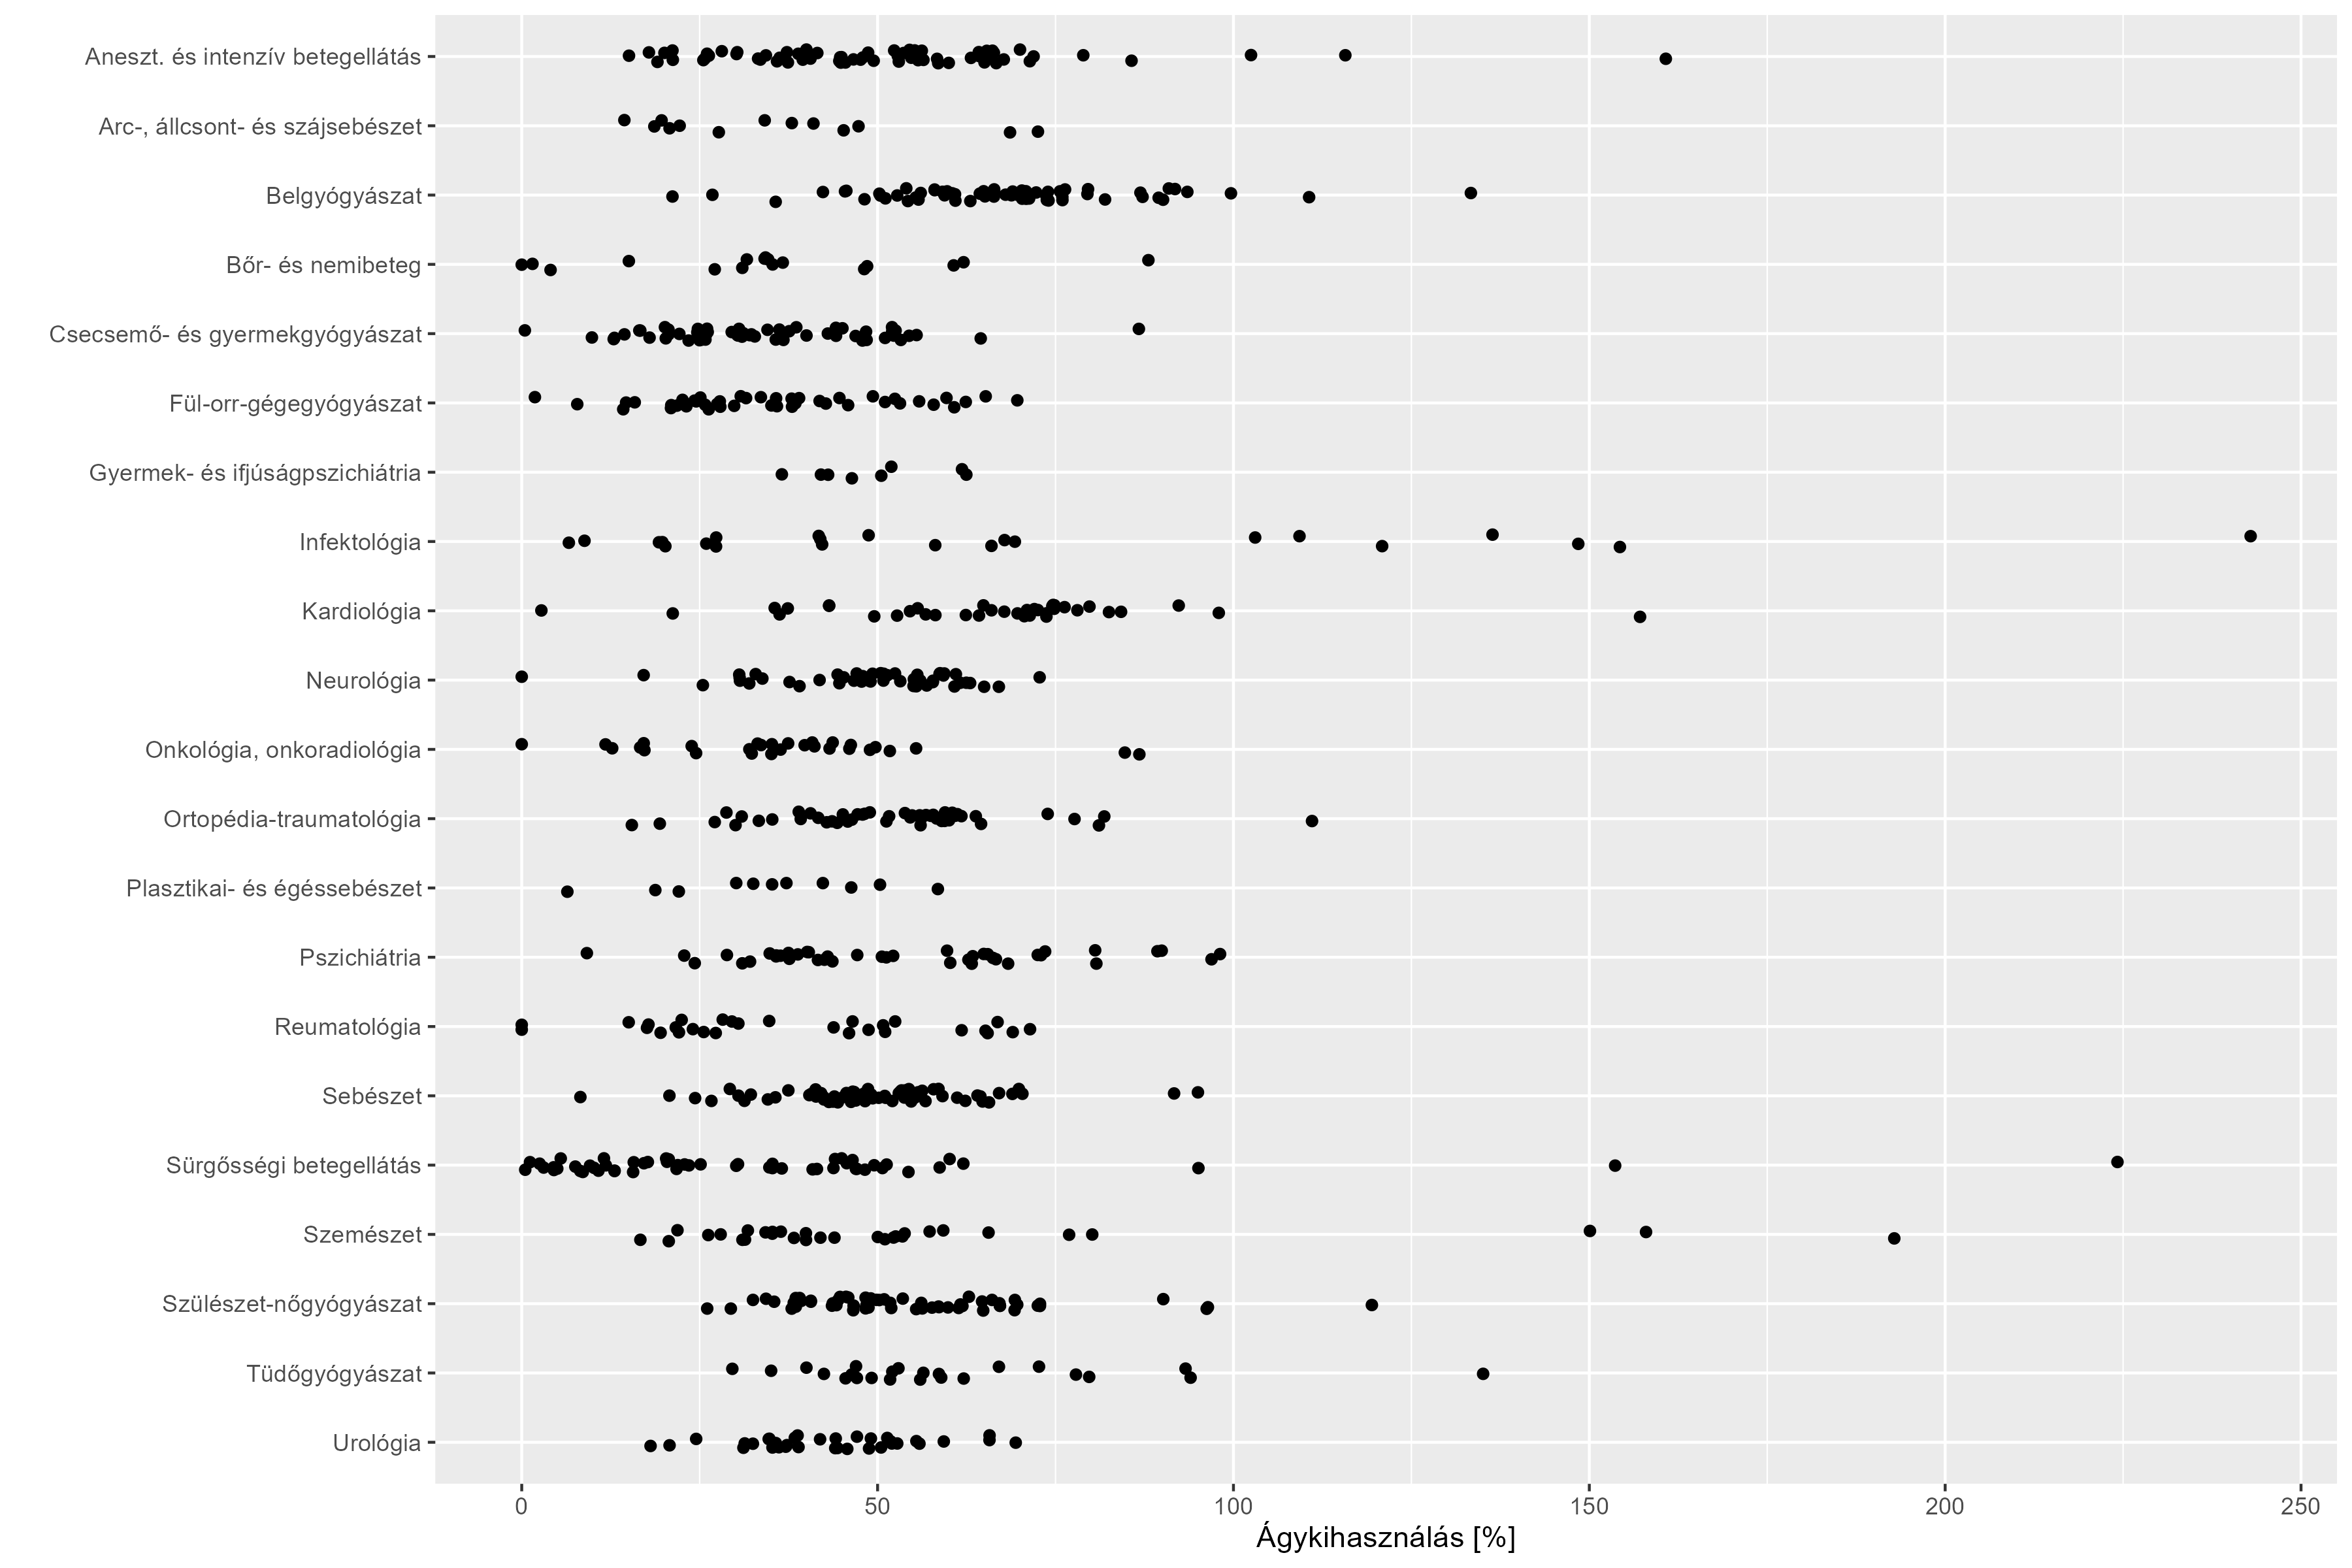 Aneszt. és intenzív betegellátás
Arc-, állcsont- és szájsebészet
Belgyógyászat
Bőr- és nemibeteg
Csecsemő- és gyermekgyógyászat
Fül-orr-gégegyógyászat
Gyermek- és ifjúságpszichiátria
Infektológia
Kardiológia
Neurológia
Onkológia, onkoradiológia
Ortopédia-traumatológia
Plasztikai- és égéssebészet
Pszichiátria
Reumatológia
Sebészet
Sürgősségi betegellátás
Szemészet
Szülészet-nőgyógyászat
Tüdőgyógyászat
Urológia
0 50 100 150 200 250
Ágykihasználás [%]